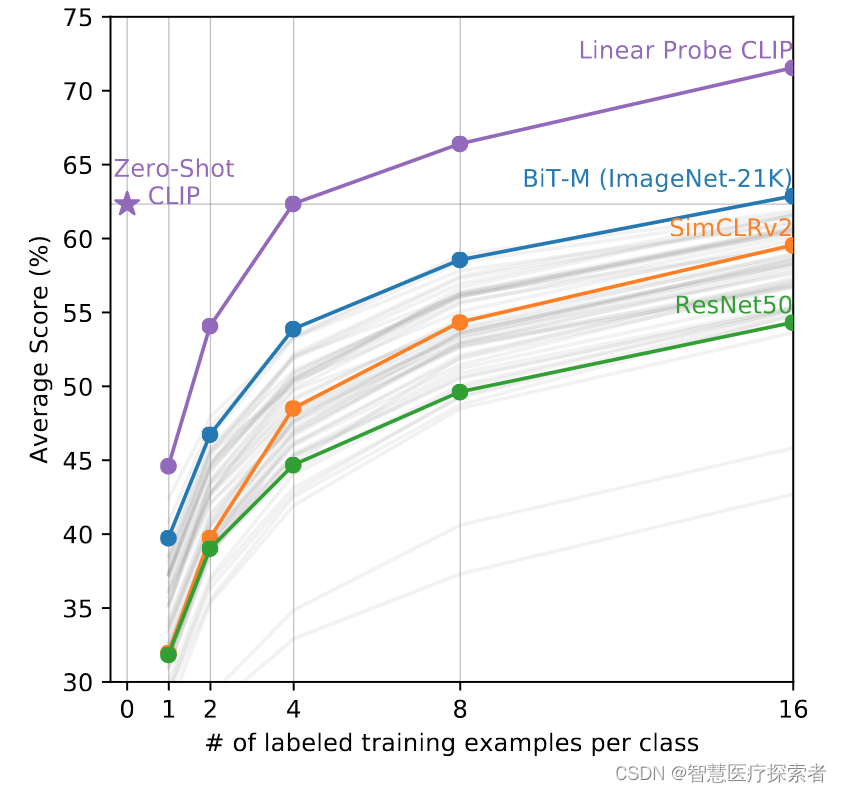 75
70
65
60
55
50
45
40
35
30
Average Score (%)
Linear Probe CLIP
Zero-Shot
CLIP
BiT-M (ImageNet-21K)
SimCLRv2
ResNet50
0 1 2 4 8 16
# of labeled training examples per class
CSDN @智慧医疗探索者